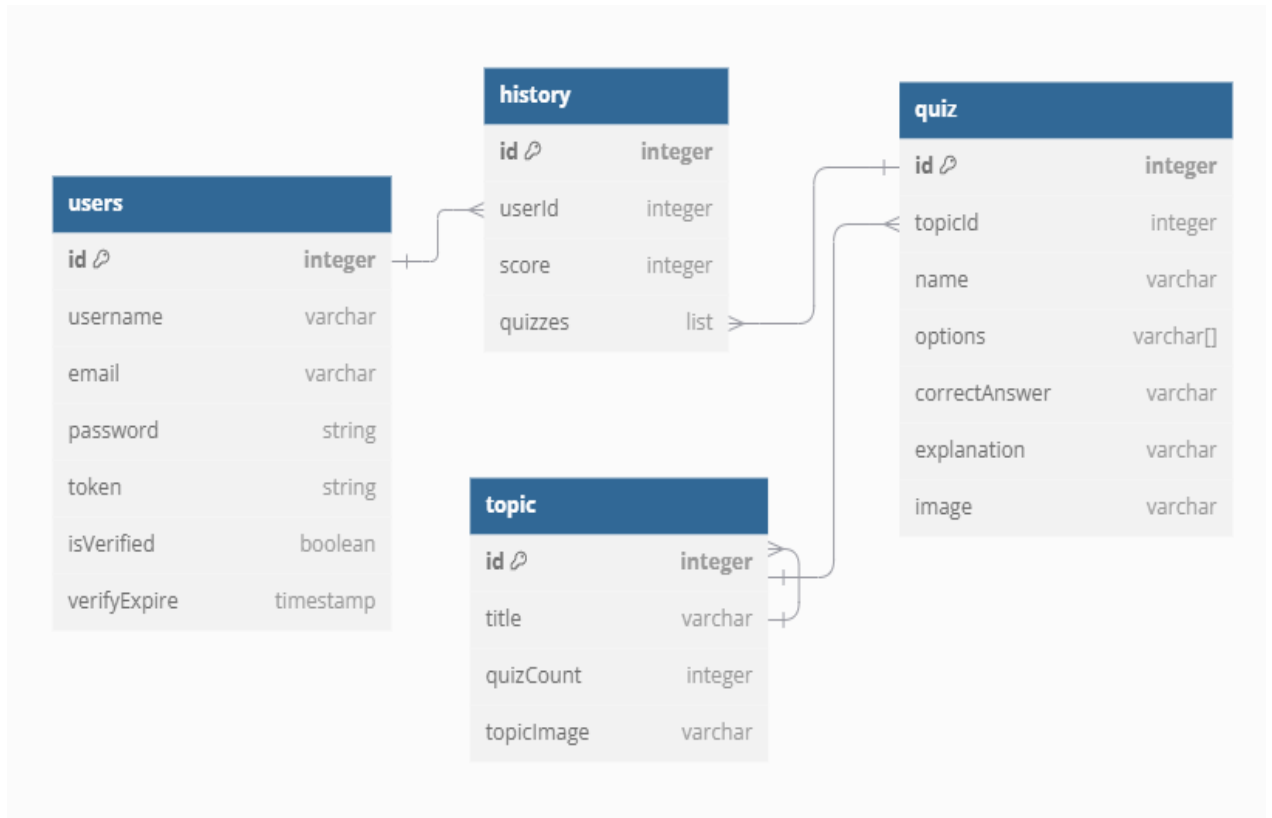 users
id integer
username varchar
email varchar
password string
token string
isVerified boolean
verifyExpire timestamp
history
id integer
userId integer
score integer
quizzes list
topic
id integer
title varchar
quizCount integer
topicImage varchar
quiz
id integer
topicId integer
name varchar
options varchar[]
correctAnswer varchar
explanation varchar
image varchar